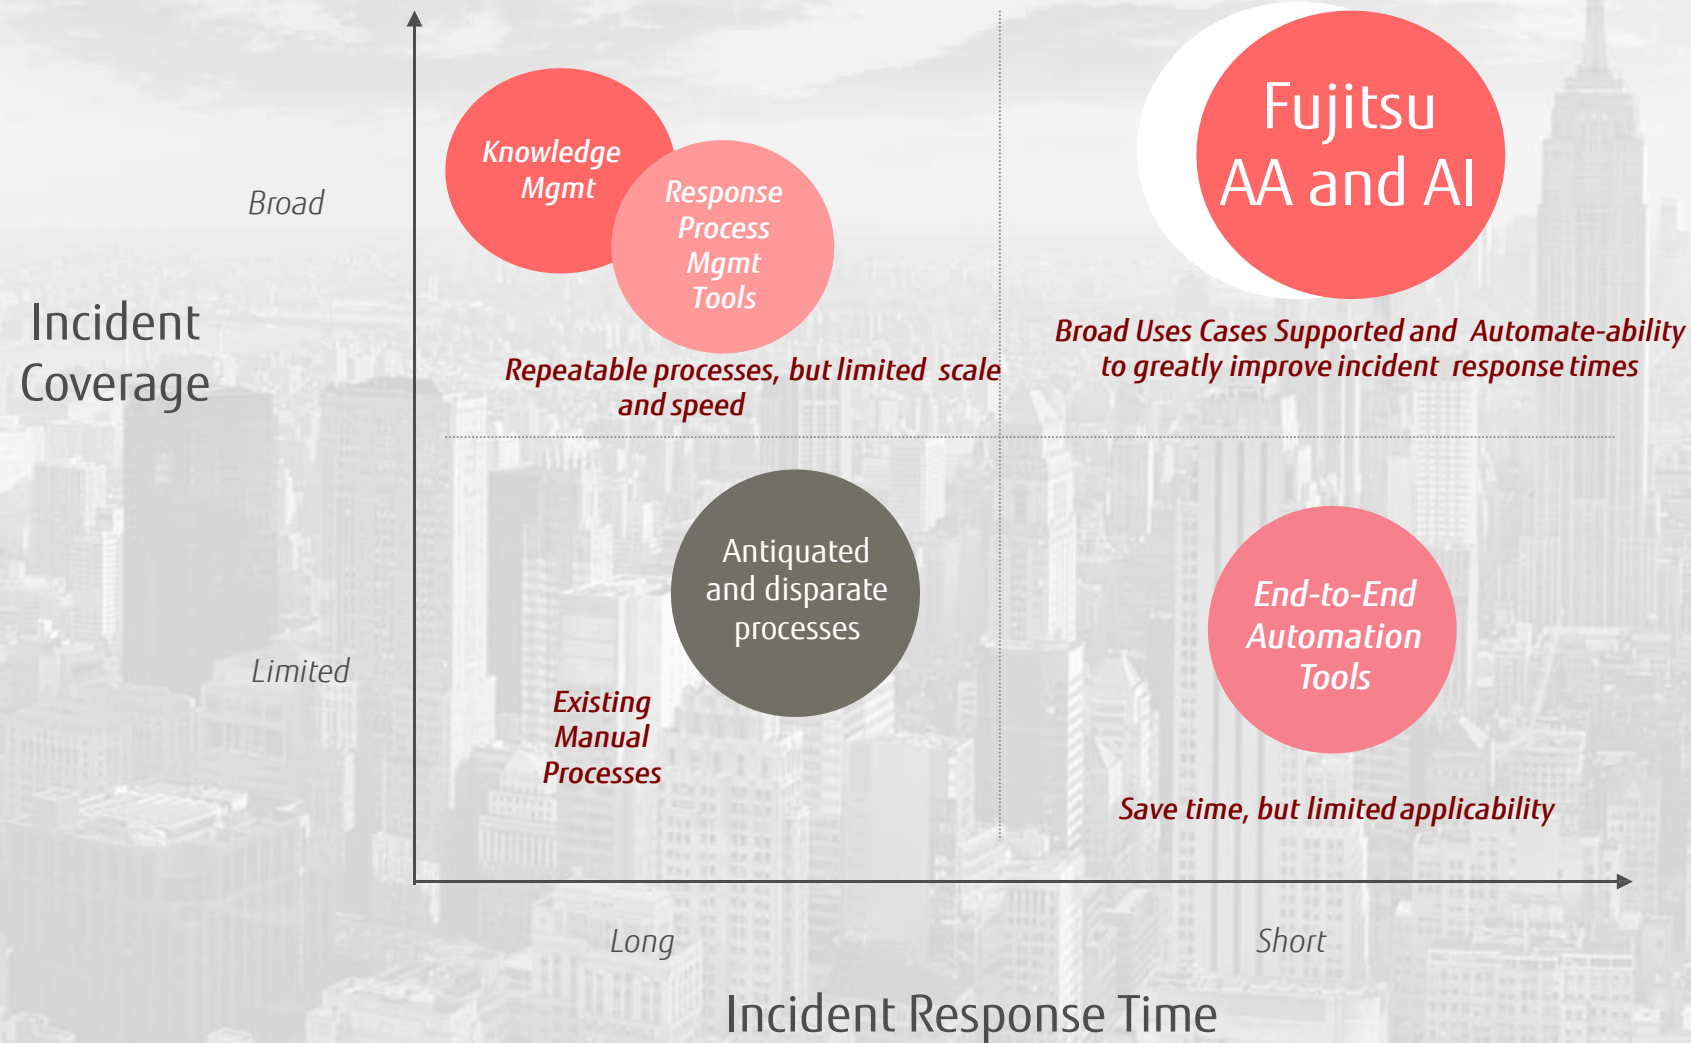 Fujitsu
AA and AI
Knowledge
Mgmt
Response
Process
Mgmt
Tools
Broad
Incident
Coverage
Broad Uses Cases Supported and Automate-ability
to greatly improve incident response times
Repeatable processes, but limited scale
and speed
Antiquated
and disparate
processes
End-to-End
Automation
Tools
Limited
Existing
Manual
Processes
Save time, but limited applicability
Long
Short
Incident Response Time